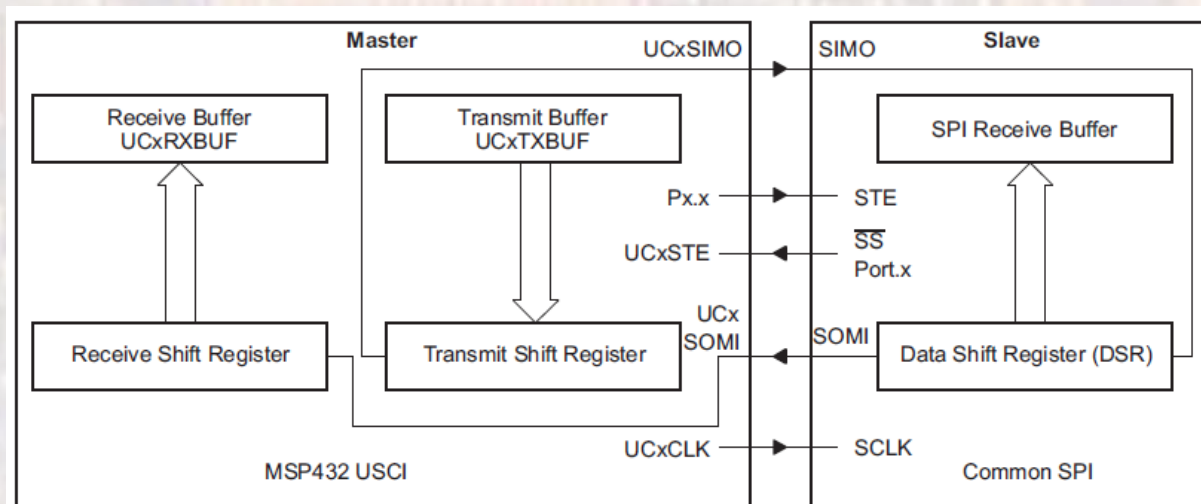 Master
UCxSIMO
SIMO
Slave
Receive Buffer
UCxRXBUF
Transmit Buffer
UCxTXBUF
SPI Receive Buffer
Px.x
STE
UCxSTE
SS
Port.x
UCx
SOMI
SOMI
Receive Shift Register
Transmit Shift Register
Data Shift Register (DSR)
UCxCLK
SCLK
MSP432 USCI
Common SPI